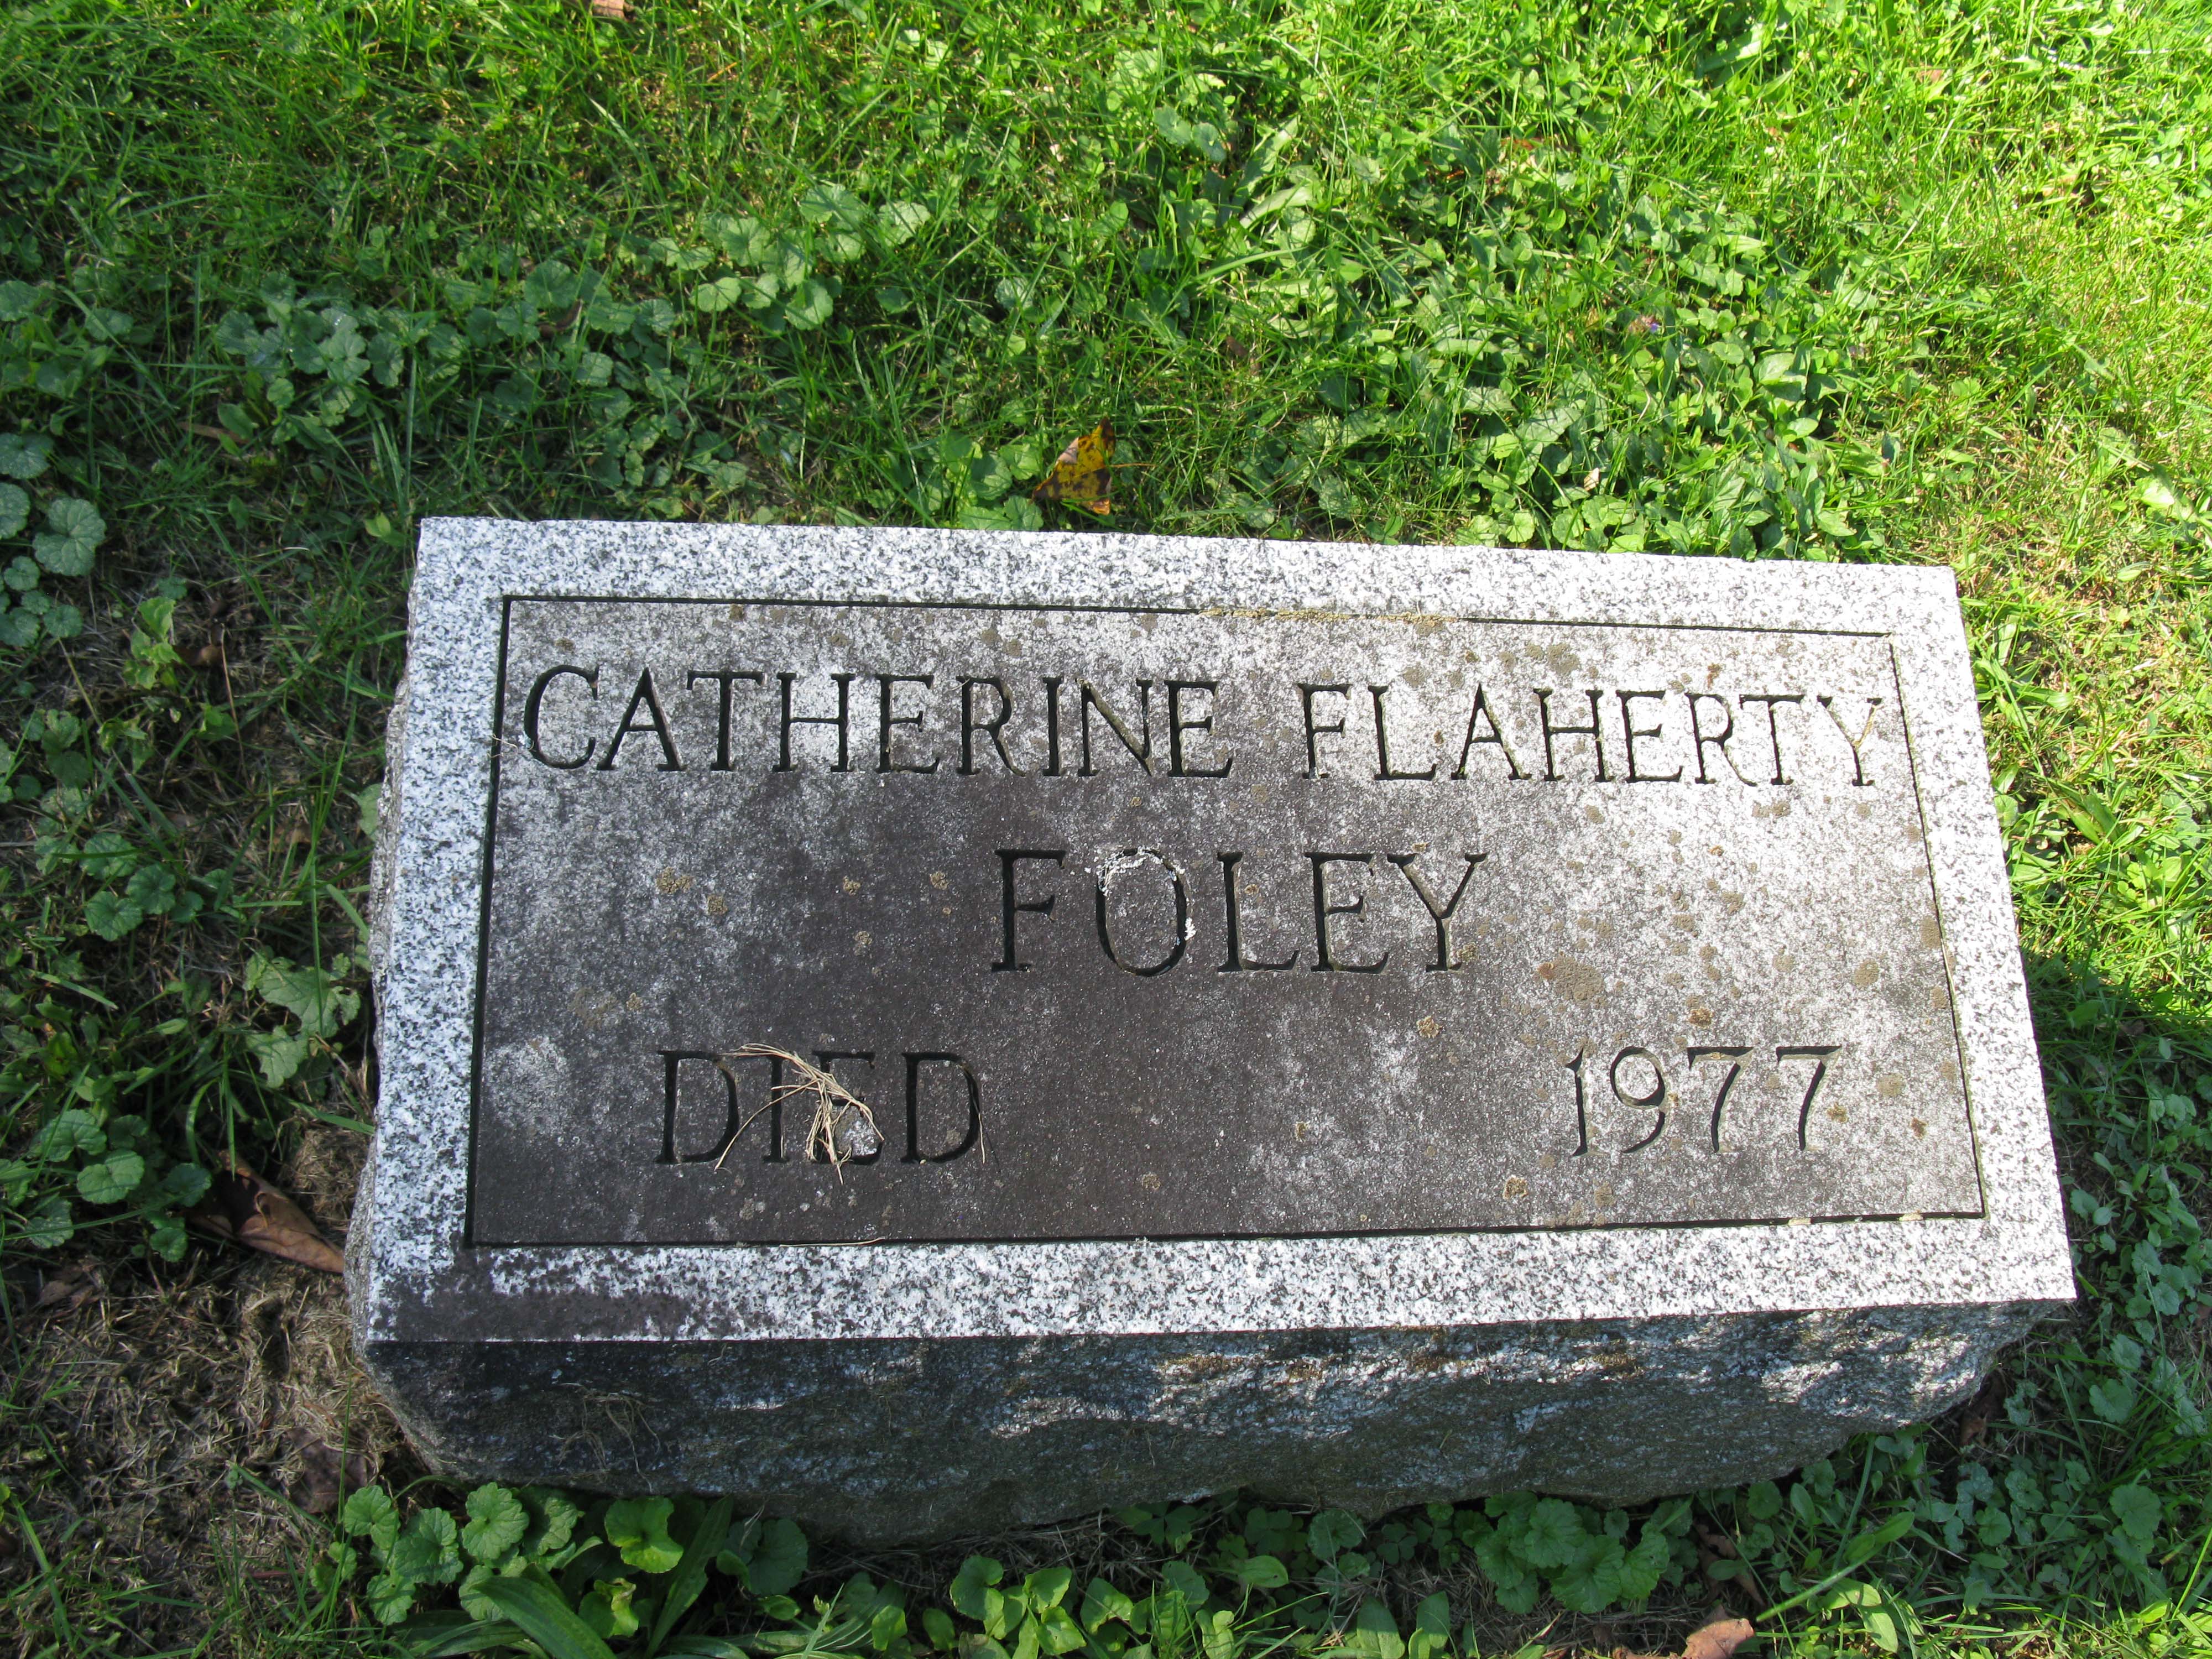 CATHERINE FLAHERTY
FOLEY
DIED 1977